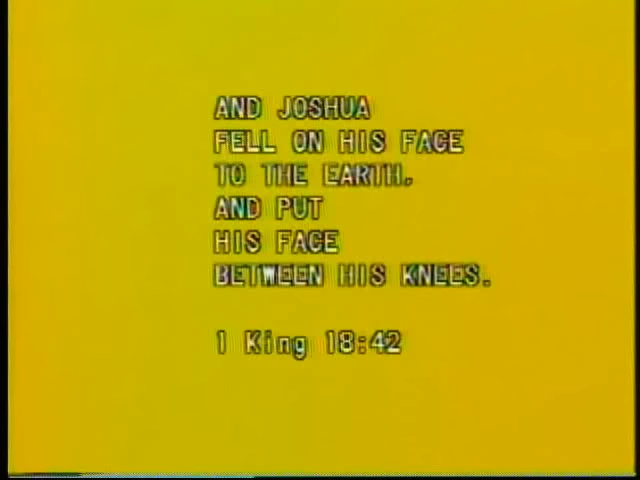 AND JOSHUA
FELL ON HIS FACE
TO THE EARTH.
AND PUT
HIS FACE
BETWEEN HIS KNEES.
1 King 18:42